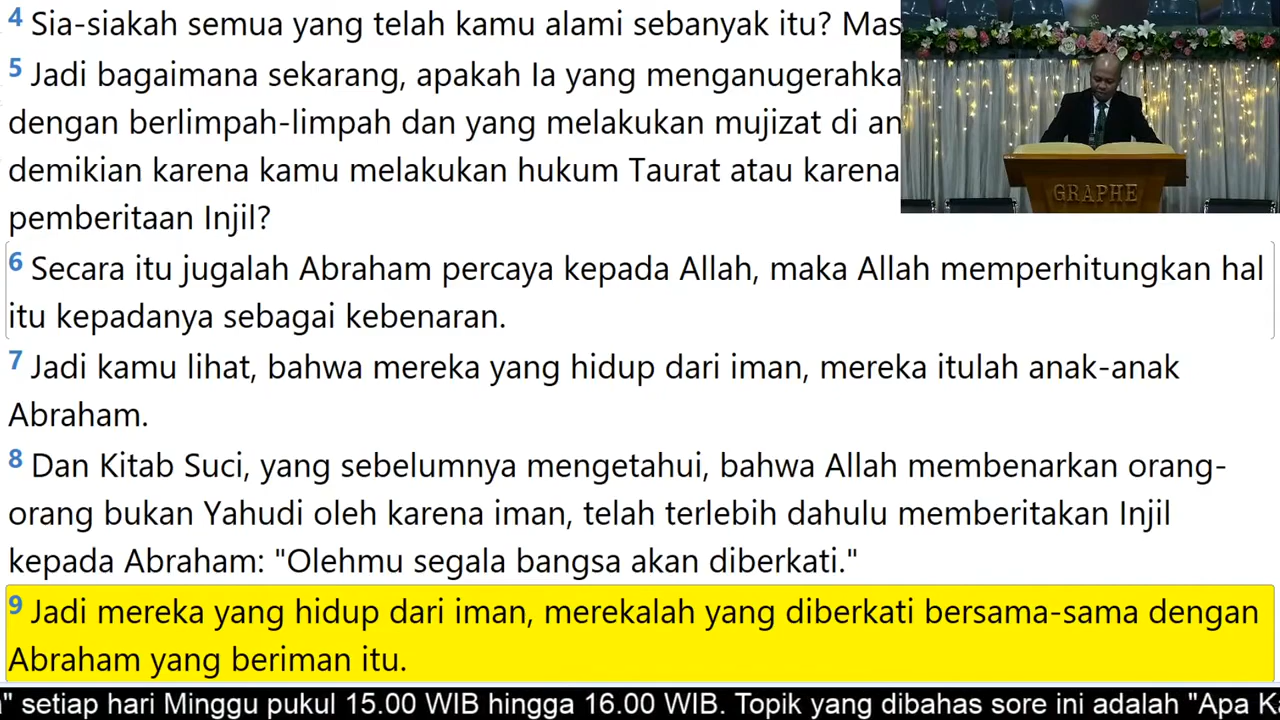 4 Sia-siakah semua yang telah kamu alami sebanyak itu? Mas
5 Jadi bagaimana sekarang, apakah Ia yang menganugerahka
dengan berlimpah-limpah dan yang melakukan mujizat di an
demikian karena kamu melakukan hukum Taurat atau karena
pemberitaan Injil?
GRAPHE
6 Secara itu jugalah Abraham percaya kepada Allah, maka Allah memperhitungkan hal
itu kepadanya sebagai kebenaran.
7 Jadi kamu lihat, bahwa mereka yang hidup dari iman, mereka itulah anak-anak
Abraham.
8 Dan Kitab Suci, yang sebelumnya mengetahui, bahwa Allah membenarkan orang-
orang bukan Yahudi oleh karena iman, telah terlebih dahulu memberitakan Injil
kepada Abraham: "Olehmu segala bangsa akan diberkati."
9 Jadi mereka yang hidup dari iman, merekalah yang diberkati bersama-sama dengan
Abraham yang beriman itu.
" setiap hari Minggu pukul 15.00 WIB hingga 16.00 WIB. Topik yang dibahas sore ini adalah "Apa